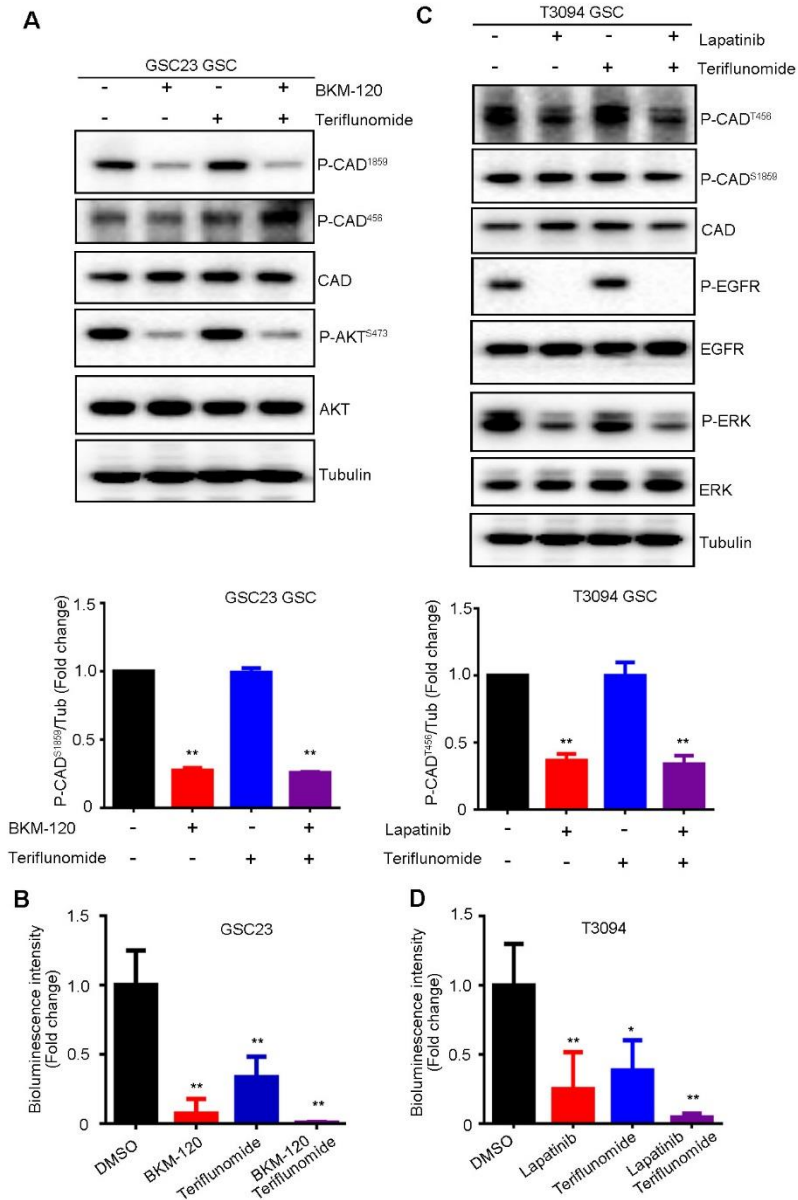 A
GSC23 GSC
- + - + BKM-120
- - + + Teriflunomide
P-CAD1859
P-CAD456
CAD
P-AKTS473
AKT
Tubulin
GSC23 GSC
P-CADS1859/Tub (Fold change)
1.5
1.0
0.5
0
**
**
BKM-120 - + - +
Teriflunomide - - + +
B
GSC23
Bioluminescence intensity
(Fold change)
1.5
1.0
0.5
0
**
**
**
DMSO
BKM-120
Teriflunomide
BKM-120
Teriflunomide
C
T3094 GSC
- + - + Lapatinib
- - + + Teriflunomide
P-CADT456
P-CADS1859
CAD
P-EGFR
EGFR
P-ERK
ERK
Tubulin
T3094 GSC
P-CADT456/Tub (Fold change)
1.5
1.0
0.5
0
**
**
Lapatinib - + - +
Teriflunomide - - + +
D
T3094
Bioluminescence intensity
(Fold change)
1.5
1.0
0.5
0
**
*
**
DMSO
Lapatinib
Teriflunomide
Lapatinib
Teriflunomide